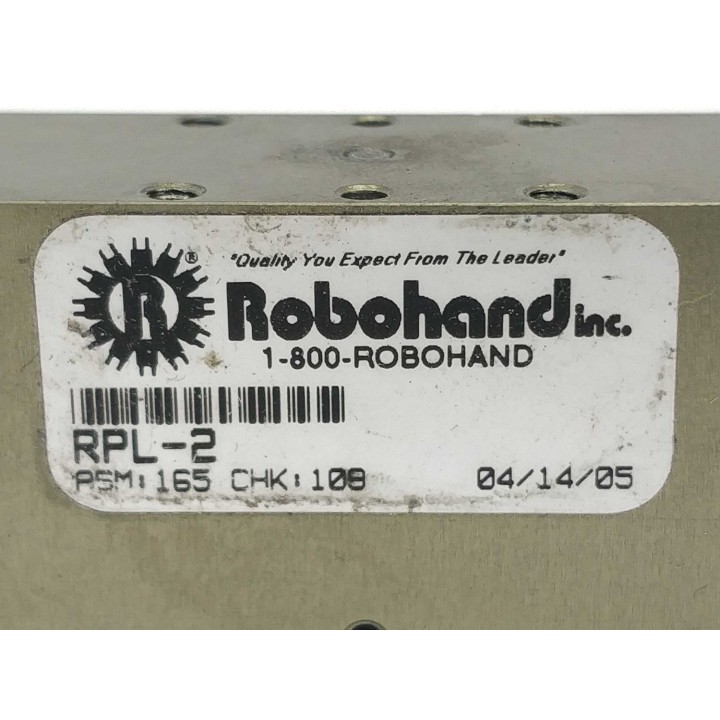 "Quality You Expect From The Leader"
R ®
Robohand inc.
1-800-ROBOHAND
RPL-2
ASM: 165 CHK: 109 04/14/05